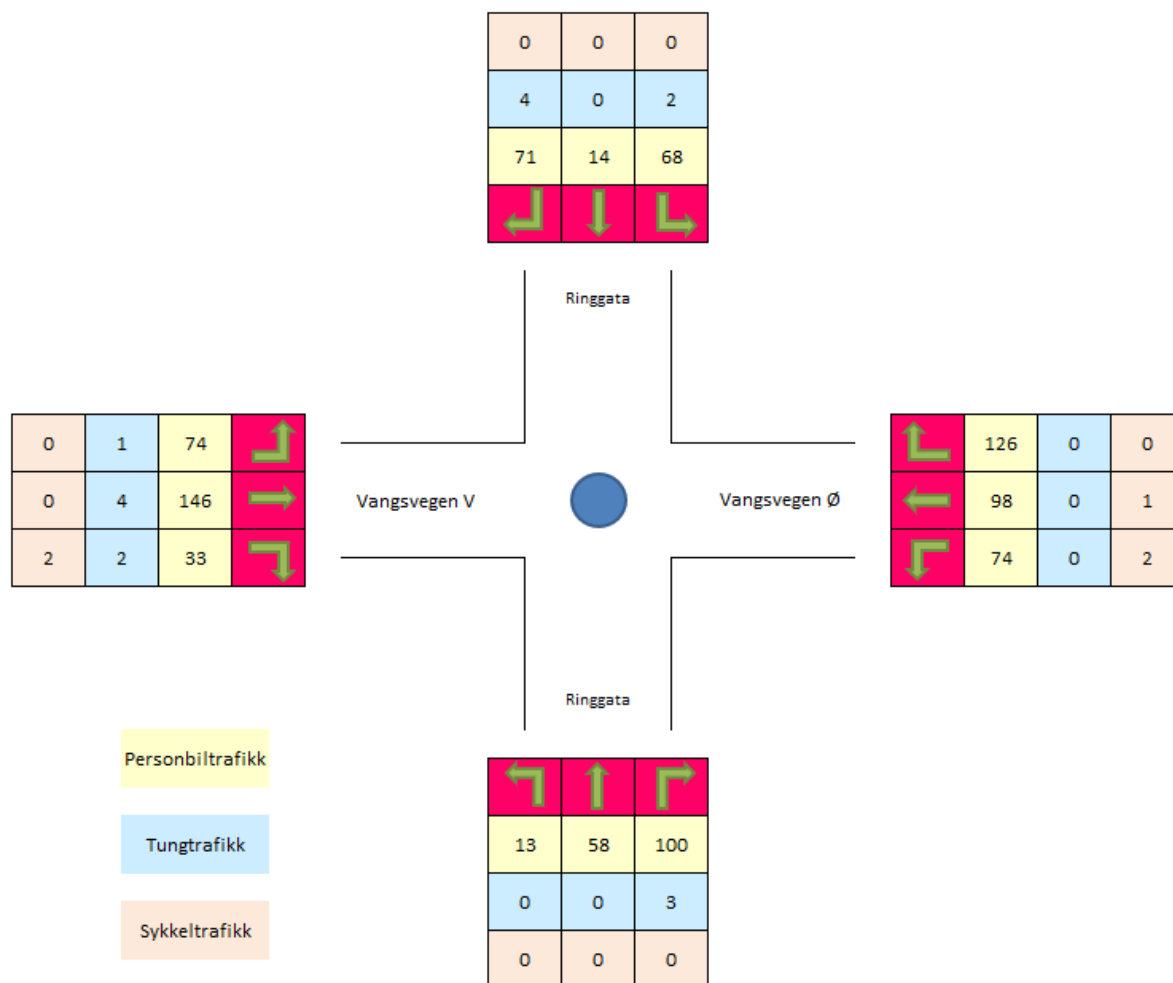 0 0 0
4 0 2
71 14 68
Ringgata
0 1 74
0 4 146
2 2 33
Vangsvegen V
Vangsvegen Ø
126 0 0
98 0 1
74 0 2
Ringgata
13 58 100
0 0 3
0 0 0
Personbiltrafikk
Tungtrafikk
Sykkeltrafikk